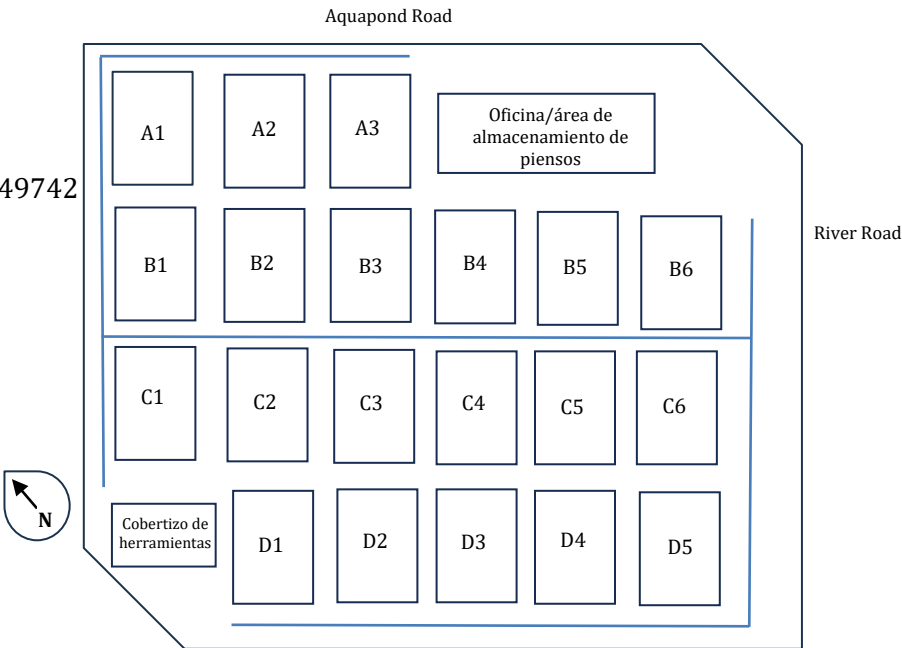 Aquapond Road
A1
A2
A3
Oficina/área de
almacenamiento de
piensos
49742
River Road
B1
B2
B3
B4
B5
B6
C1
C2
C3
C4
C5
C6
N
Cobertizo de
herramientas
D1
D2
D3
D4
D5